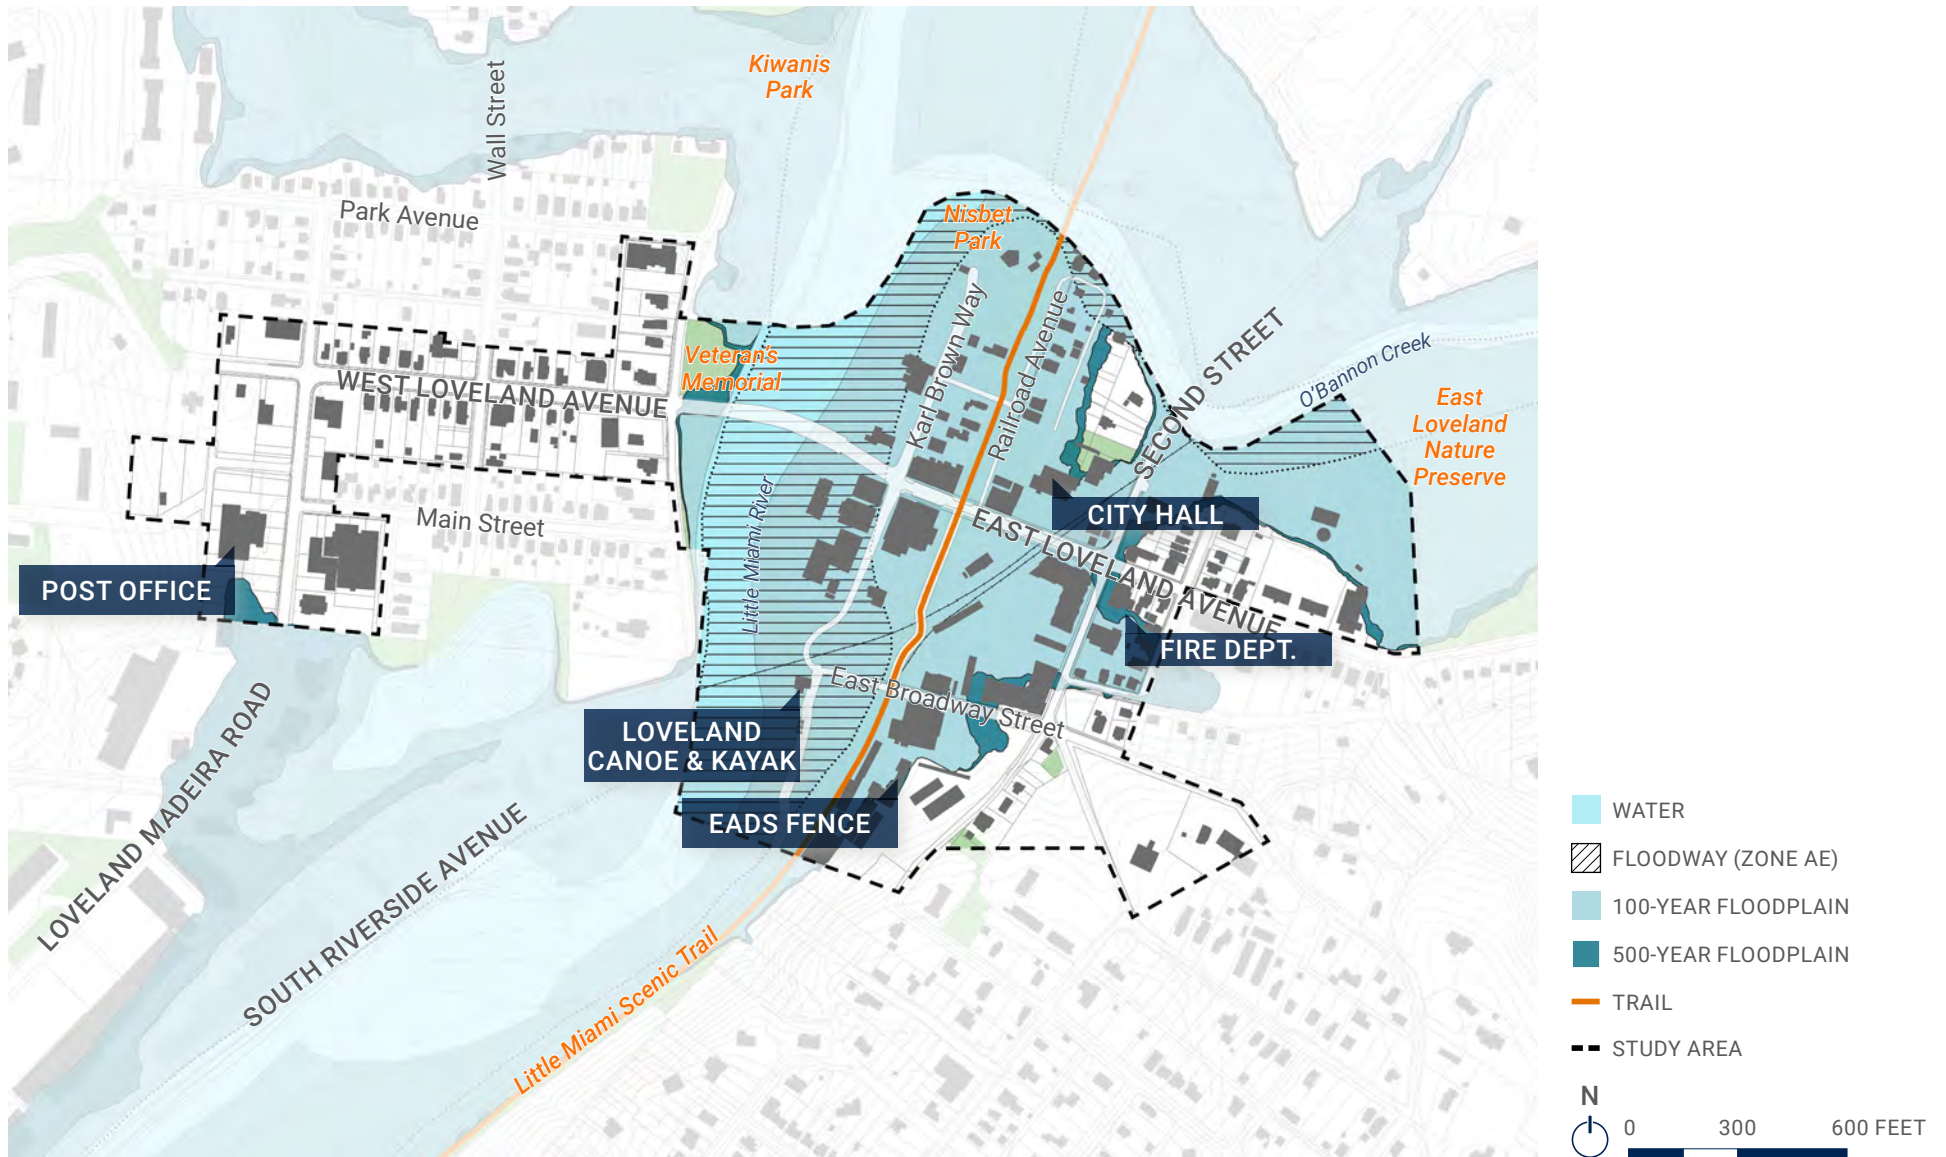 Kiwanis
Park
Wall Street
Park Avenue
Nisbet
Park
Karl Brown Way
Railroad Avenue
SECOND STREET
O'Bannon Creek
Veteran's
Memorial
WEST LOVELAND AVENUE
East
Loveland
Nature
Preserve
Main Street
Little Miami River
CITY HALL
EAST LOVELAND AVENUE
POST OFFICE
FIRE DEPT.
East Broadway Street
LOVELAND
CANOE & KAYAK
EADS FENCE
LOVELAND MADEIRA ROAD
SOUTH RIVERSIDE AVENUE
Little Miami Scenic Trail
WATER
FLOODWAY (ZONE AE)
100-YEAR FLOODPLAIN
500-YEAR FLOODPLAIN
TRAIL
STUDY AREA
N
0 300 600 FEET